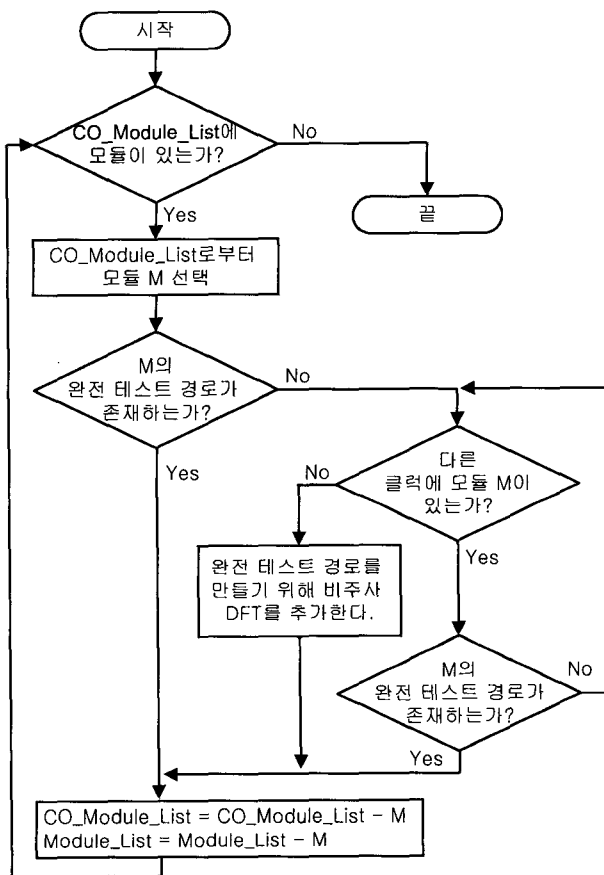 시작
CO_Module_List에
모듈이 있는가?
No
끝
Yes
CO_Module_List로부터
모듈 M 선택
M의
완전 테스트 경로가
존재하는가?
No
Yes
다른
클럭에 모듈 M이
있는가?
No
Yes
완전 테스트 경로를
만들기 위해 비주사
DFT를 추가한다.
M의
완전 테스트 경로가
존재하는가?
No
Yes
CO_Module_List = CO_Module_List - M
Module_List = Module_List - M